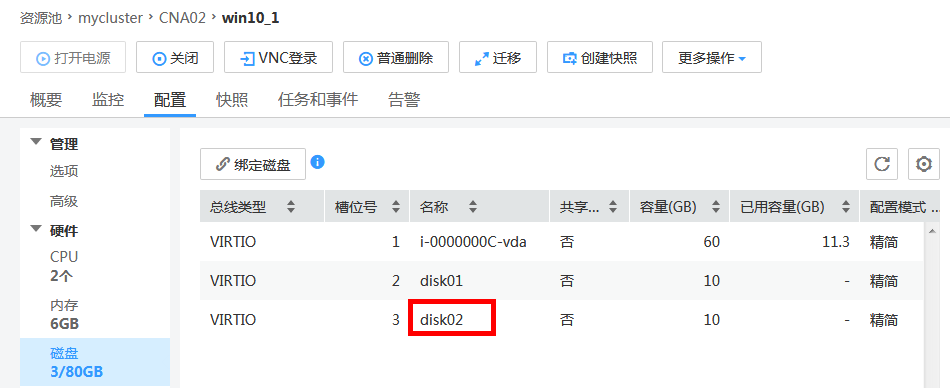 资源池 > mycluster > CNA02 > win10_1
打开电源 关闭 VNC登录 普通删除 迁移 创建快照 更多操作
概要 监控 配置 快照 任务和事件 告警
管理
选项
高级
硬件
CPU
2个
内存
6GB
磁盘
3/80GB
绑定磁盘
总线类型 槽位号 名称 共享... 容量(GB) 已用容量(GB) 配置模式 ...
VIRTIO 1 i-0000000C-vda 否 60 11.3 精简
VIRTIO 2 disk01 否 10 - 精简
VIRTIO 3 disk02 否 10 - 精简